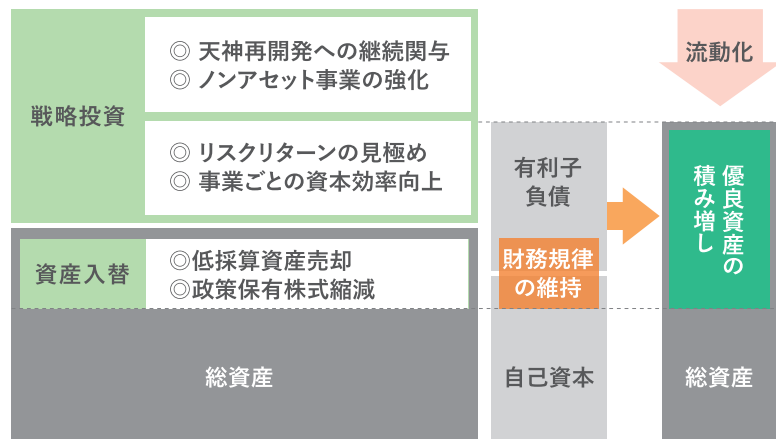 戦略投資
◎ 天神再開発への継続関与
◎ ノンアセット事業の強化
◎ リスクリターンの見極め
◎ 事業ごとの資本効率向上
資産入替
◎低採算資産売却
◎政策保有株式縮減
総資産
有利子
負債
財務規律
の維持
自己資本
流動化
優良資産の
積み増し
総資産